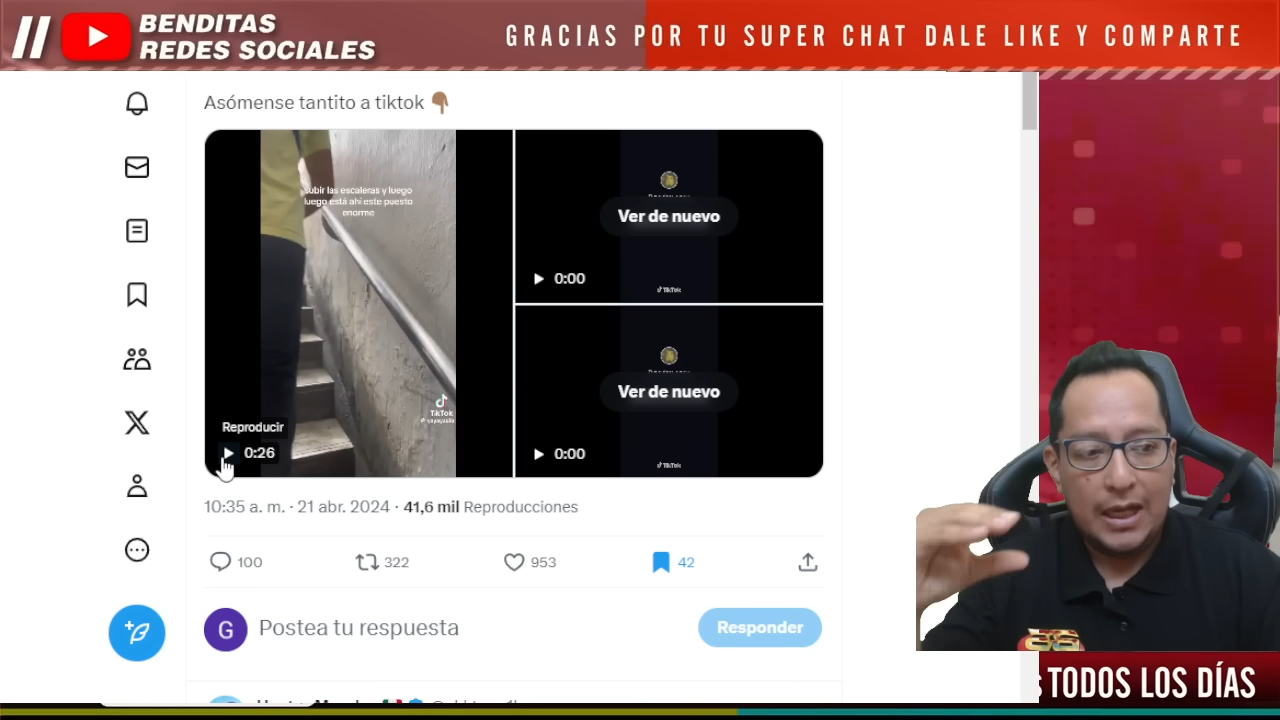 BENDITAS
REDES SOCIALES
GRACIAS POR TU SUPER CHAT DALE LIKE Y COMPARTE
Asómense tantito a tiktok
subir las escaleras y luego
luego está ahí este puesto
enorme
TikTok
Reproducir
0:26
Ver de nuevo
0:00
TikTok
Ver de nuevo
0:00
TikTok
10:35 a. m. · 21 abr. 2024 · 41,6 mil Reproducciones
100
322
953
42
G
Postea tu respuesta
Responder
TODOS LOS DÍAS